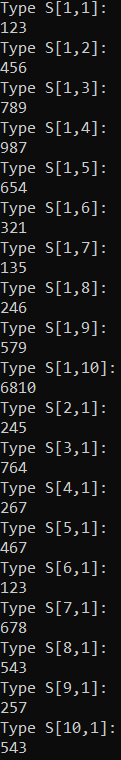 Type S[1,1]:
123
Type S[1,2]:
456
Type S[1,3]:
789
Type S[1,4]:
987
Type S[1,5]:
654
Type S[1,6]:
321
Type S[1,7]:
135
Type S[1,8]:
246
Type S[1,9]:
579
Type S[1,10]:
6810
Type S[2,1]:
245
Type S[3,1]:
764
Type S[4,1]:
267
Type S[5,1]:
467
Type S[6,1]:
123
Type S[7,1]:
678
Type S[8,1]:
543
Type S[9,1]:
257
Type S[10,1]:
543